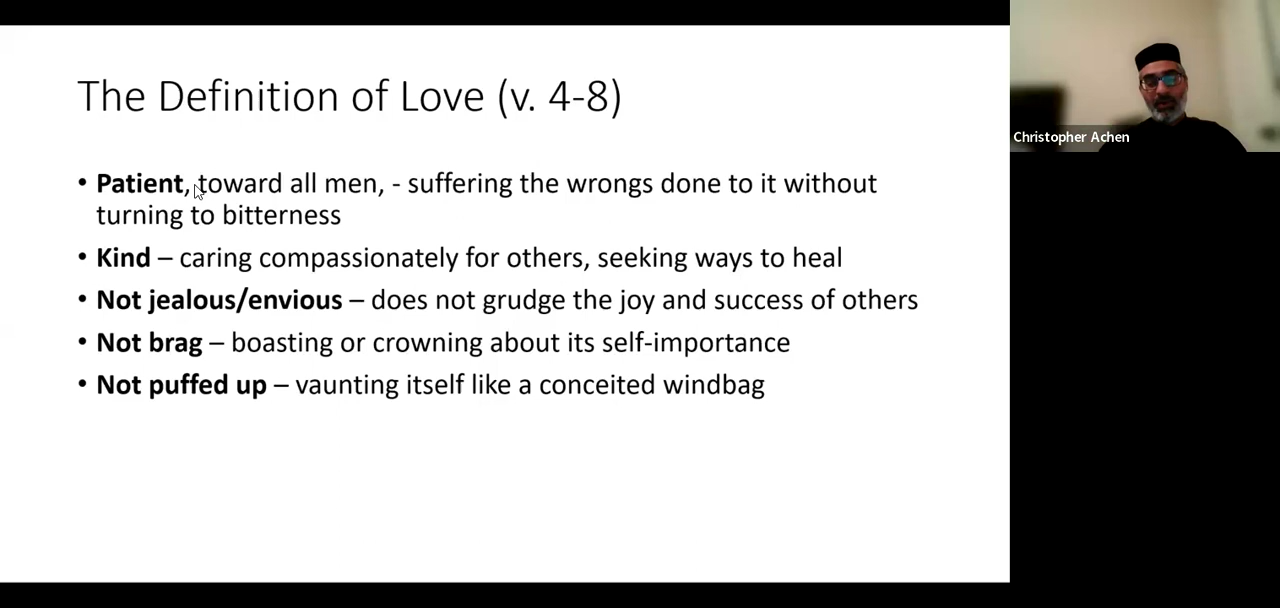 The Definition of Love (v. 4-8)
• Patient, toward all men, - suffering the wrongs done to it without
turning to bitterness
• Kind – caring compassionately for others, seeking ways to heal
• Not jealous/envious – does not grudge the joy and success of others
• Not brag – boasting or crowning about its self-importance
• Not puffed up – vaunting itself like a conceited windbag
Christopher Achen